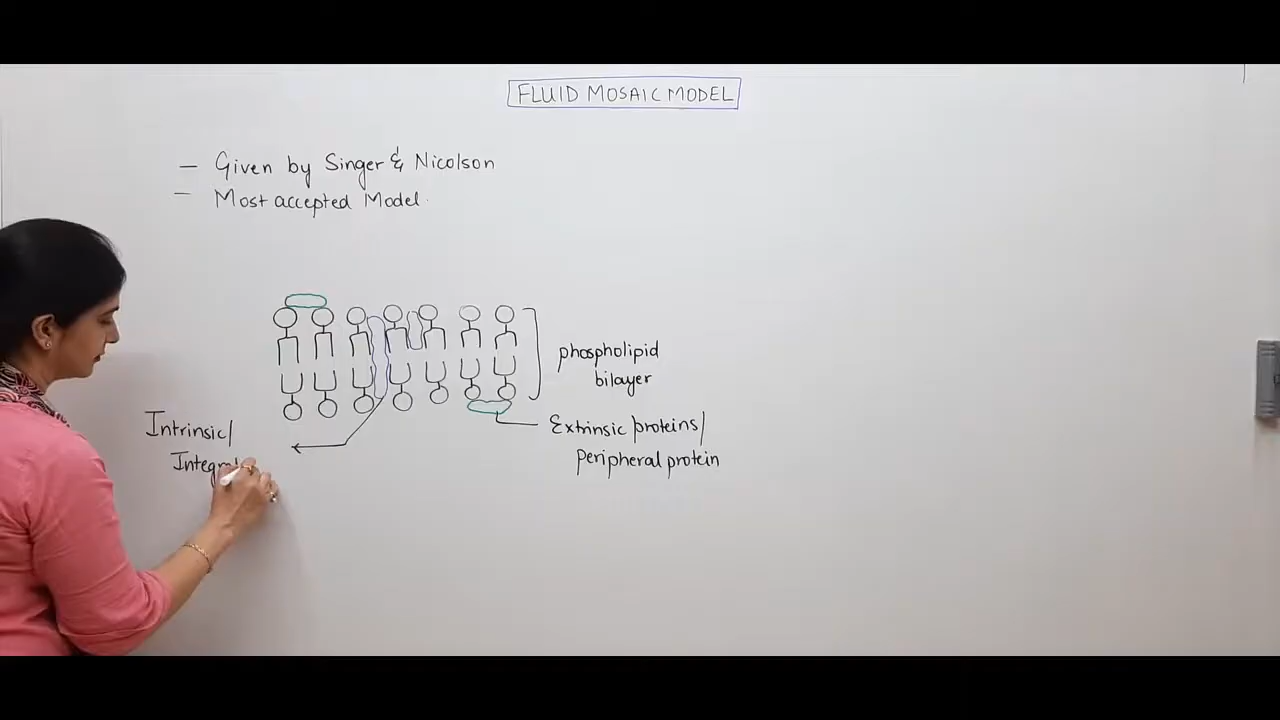 FLUID MOSAIC MODEL
— Given by Singer & Nicolson
— Most accepted Model.
phospholipid
bilayer
Extrinsic proteins/
Peripheral protein
Intrinsic/